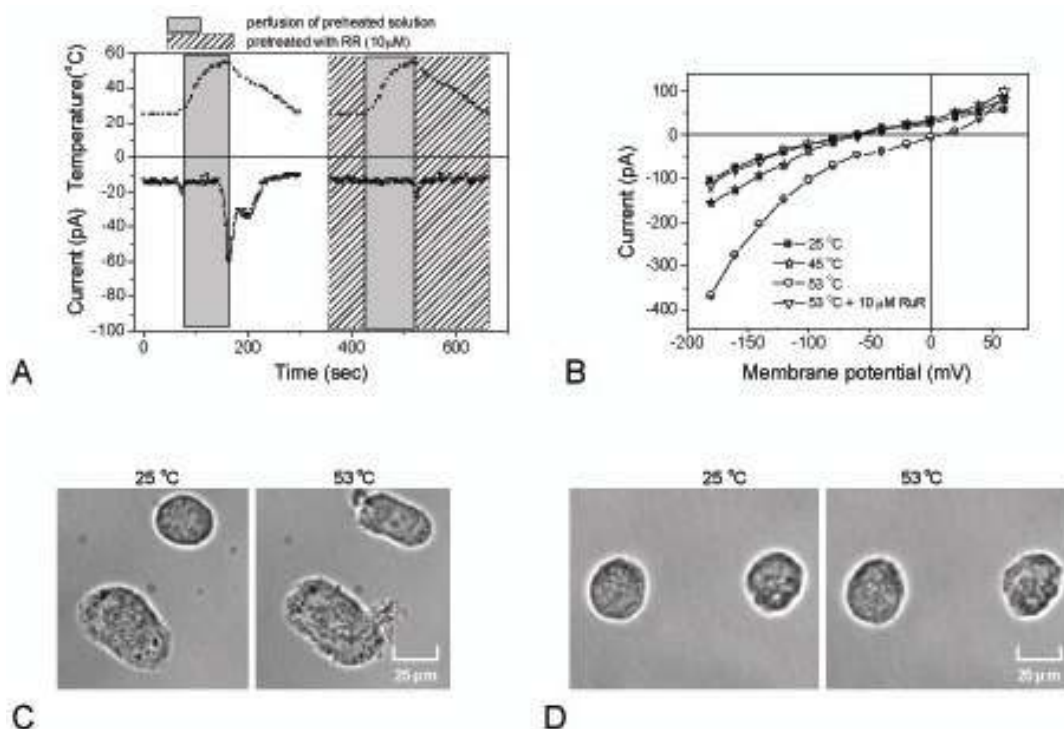 perfusion of preheated solution
pretreated with RR (10µM)
Temperature(°C)
Current (pA)
60
40
20
0
-20
-40
-60
-80
-100
0 200 400 600
Time (sec)
A
Current (pA)
100
0
-100
-200
-300
-400
25 °C
45 °C
53 °C
53 °C + 10 µM RuR
-200 -150 -100 -50 0 50
Membrane potential (mV)
B
25 °C 53 °C
25 µm
C
25 °C 53 °C
20 µm
D